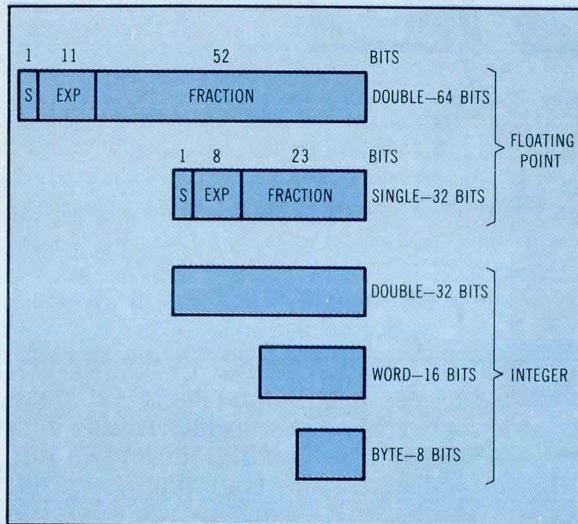 1 11 52 BITS
S EXP FRACTION DOUBLE—64 BITS
FLOATING
POINT
1 8 23 BITS
S EXP FRACTION SINGLE—32 BITS
DOUBLE—32 BITS
WORD—16 BITS
INTEGER
BYTE—8 BITS